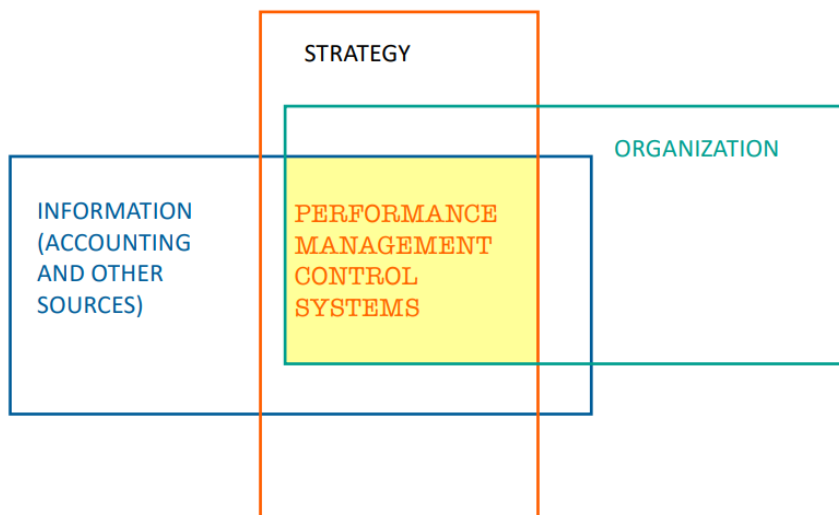 STRATEGY
ORGANIZATION
INFORMATION
(ACCOUNTING
AND OTHER
SOURCES)
PERFORMANCE
MANAGEMENT
CONTROL
SYSTEMS